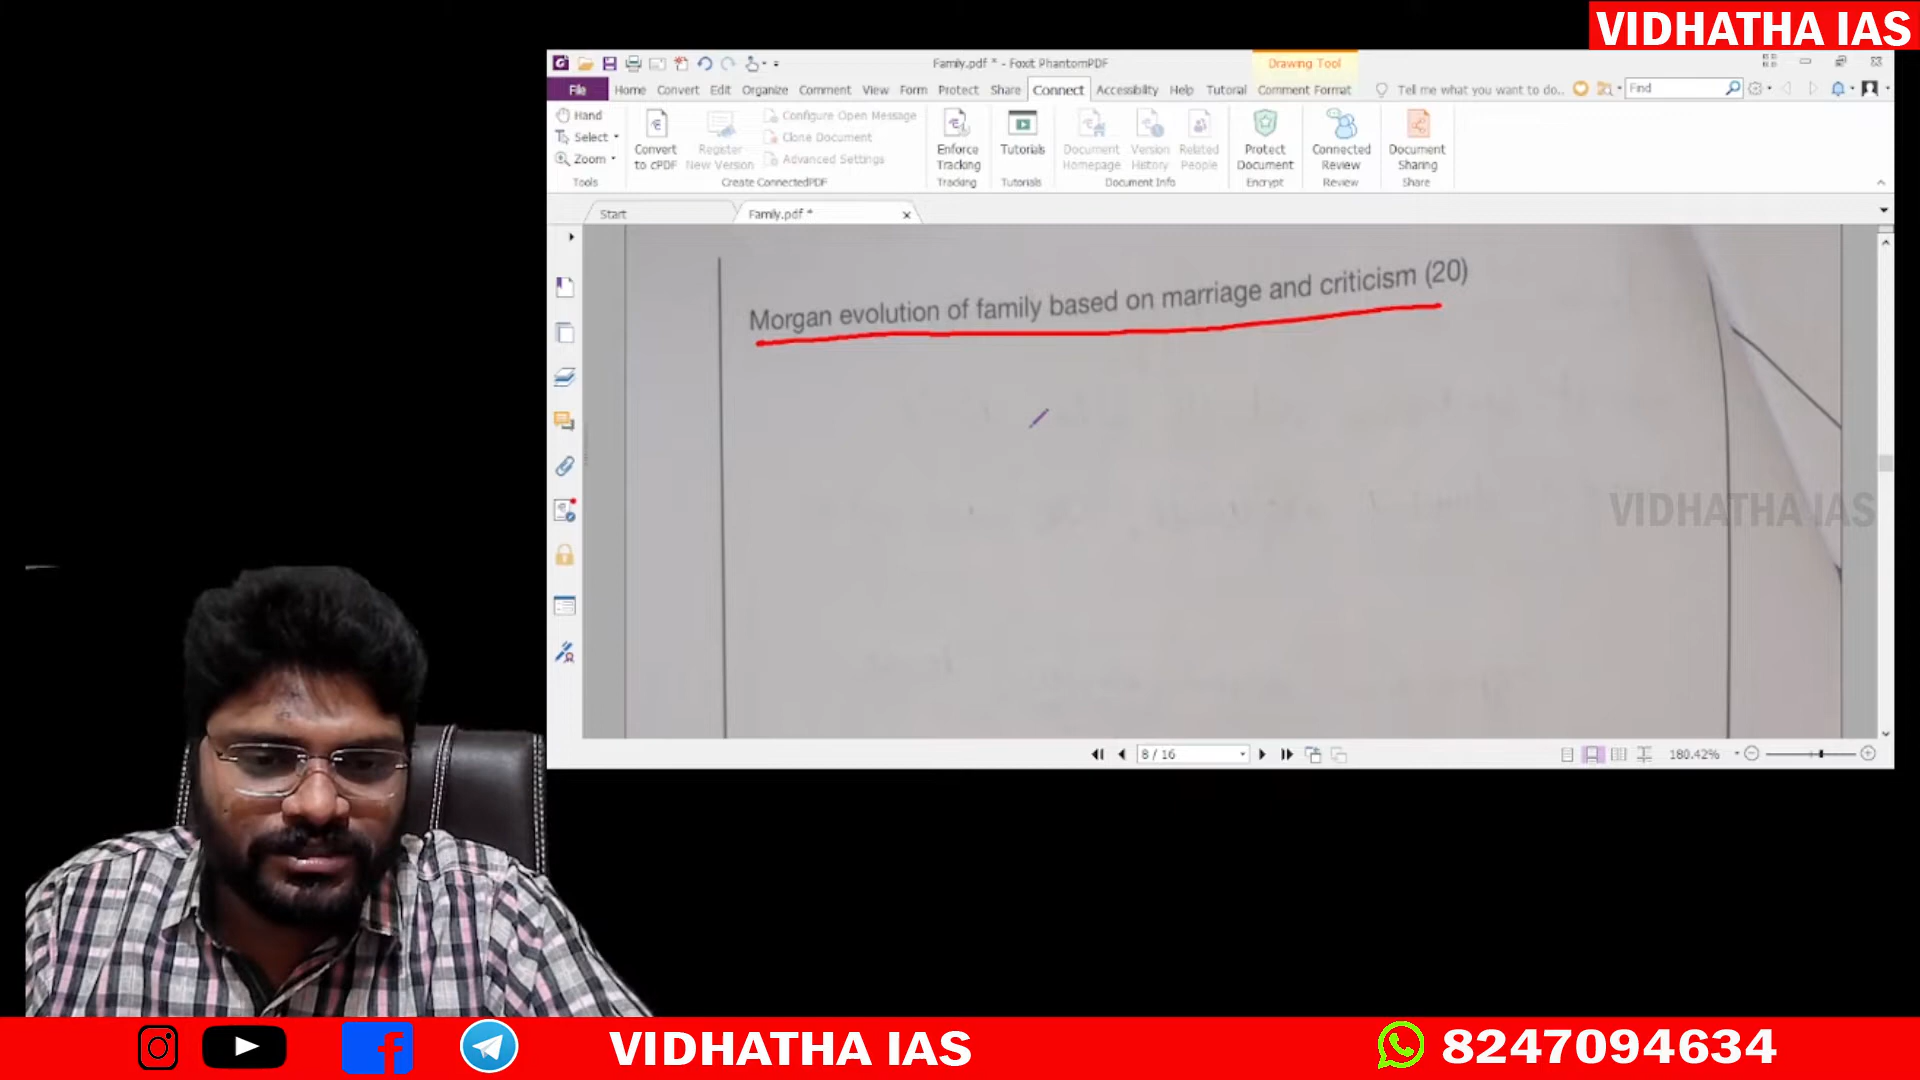 VIDHATHA IAS
Family.pdf * - Foxit PhantomPDF
Drawing Tool
File Home Convert Edit Organize Comment View Form Protect Share Connect Accessibility Help Tutorial Comment Format Tell me what you want to do.. Find
Hand
Select
Zoom
Tools
Convert to cPDF
Register New Version
Configure Open Message
Clone Document
Advanced Settings
Create ConnectedPDF
Enforce Tracking
Tracking
Tutorials
Tutorials
Document Homepage
Version History
Related People
Document Info
Protect Document
Encrypt
Connected Review
Review
Document Sharing
Share
Start
Family.pdf *
Morgan evolution of family based on marriage and criticism (20)
VIDHATHA IAS
8 / 16
180.42%
VIDHATHA IAS
8247094634